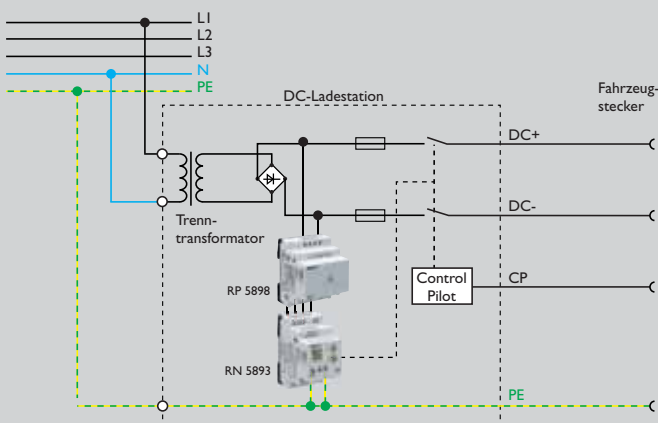 L1
L2
L3
N
PE
DC-Ladestation
Fahrzeug-
stecker
DC+
DC-
Trenn-
transformator
RP 5898
Control
Pilot
CP
RN 5893
PE